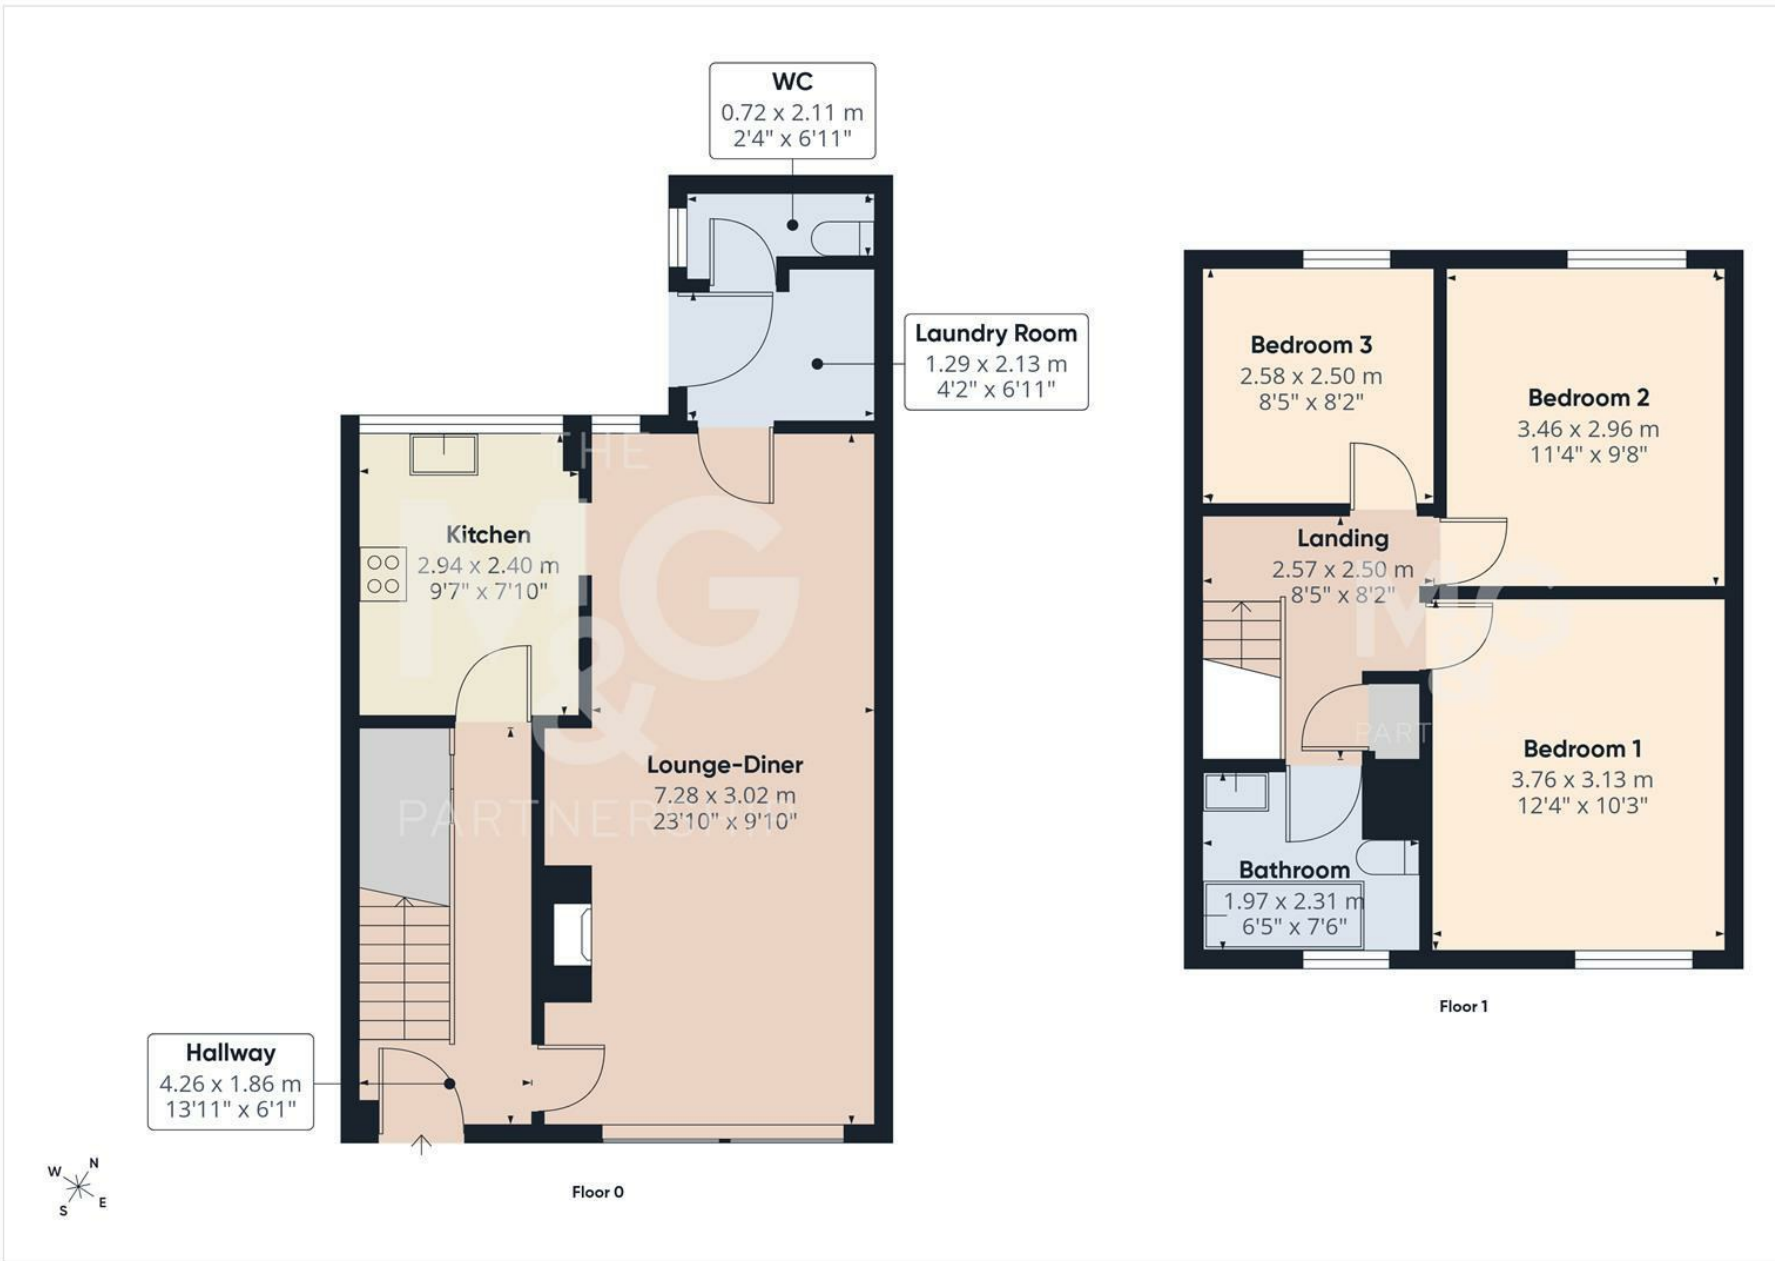 WC
0.72 x 2.11 m
2'4" x 6'11"
Laundry Room
1.29 x 2.13 m
4'2" x 6'11"
THE
M&G
PARTNERSHIP
Kitchen
2.94 x 2.40 m
9'7" x 7'10"
Lounge-Diner
7.28 x 3.02 m
23'10" x 9'10"
Hallway
4.26 x 1.86 m
13'11" x 6'1"
W N
S E
Floor 0
Bedroom 3
2.58 x 2.50 m
8'5" x 8'2"
Bedroom 2
3.46 x 2.96 m
11'4" x 9'8"
Landing
2.57 x 2.50 m
8'5" x 8'2"
M&G
PART
Bedroom 1
3.76 x 3.13 m
12'4" x 10'3"
Bathroom
1.97 x 2.31 m
6'5" x 7'6"
Floor 1